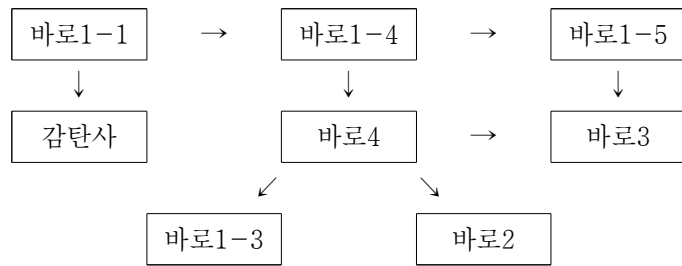 바로1-1 → 바로1-4 → 바로1-5
↓ ↓ ↓
감탄사 바로4 → 바로3
↙ ↘
바로1-3 바로2